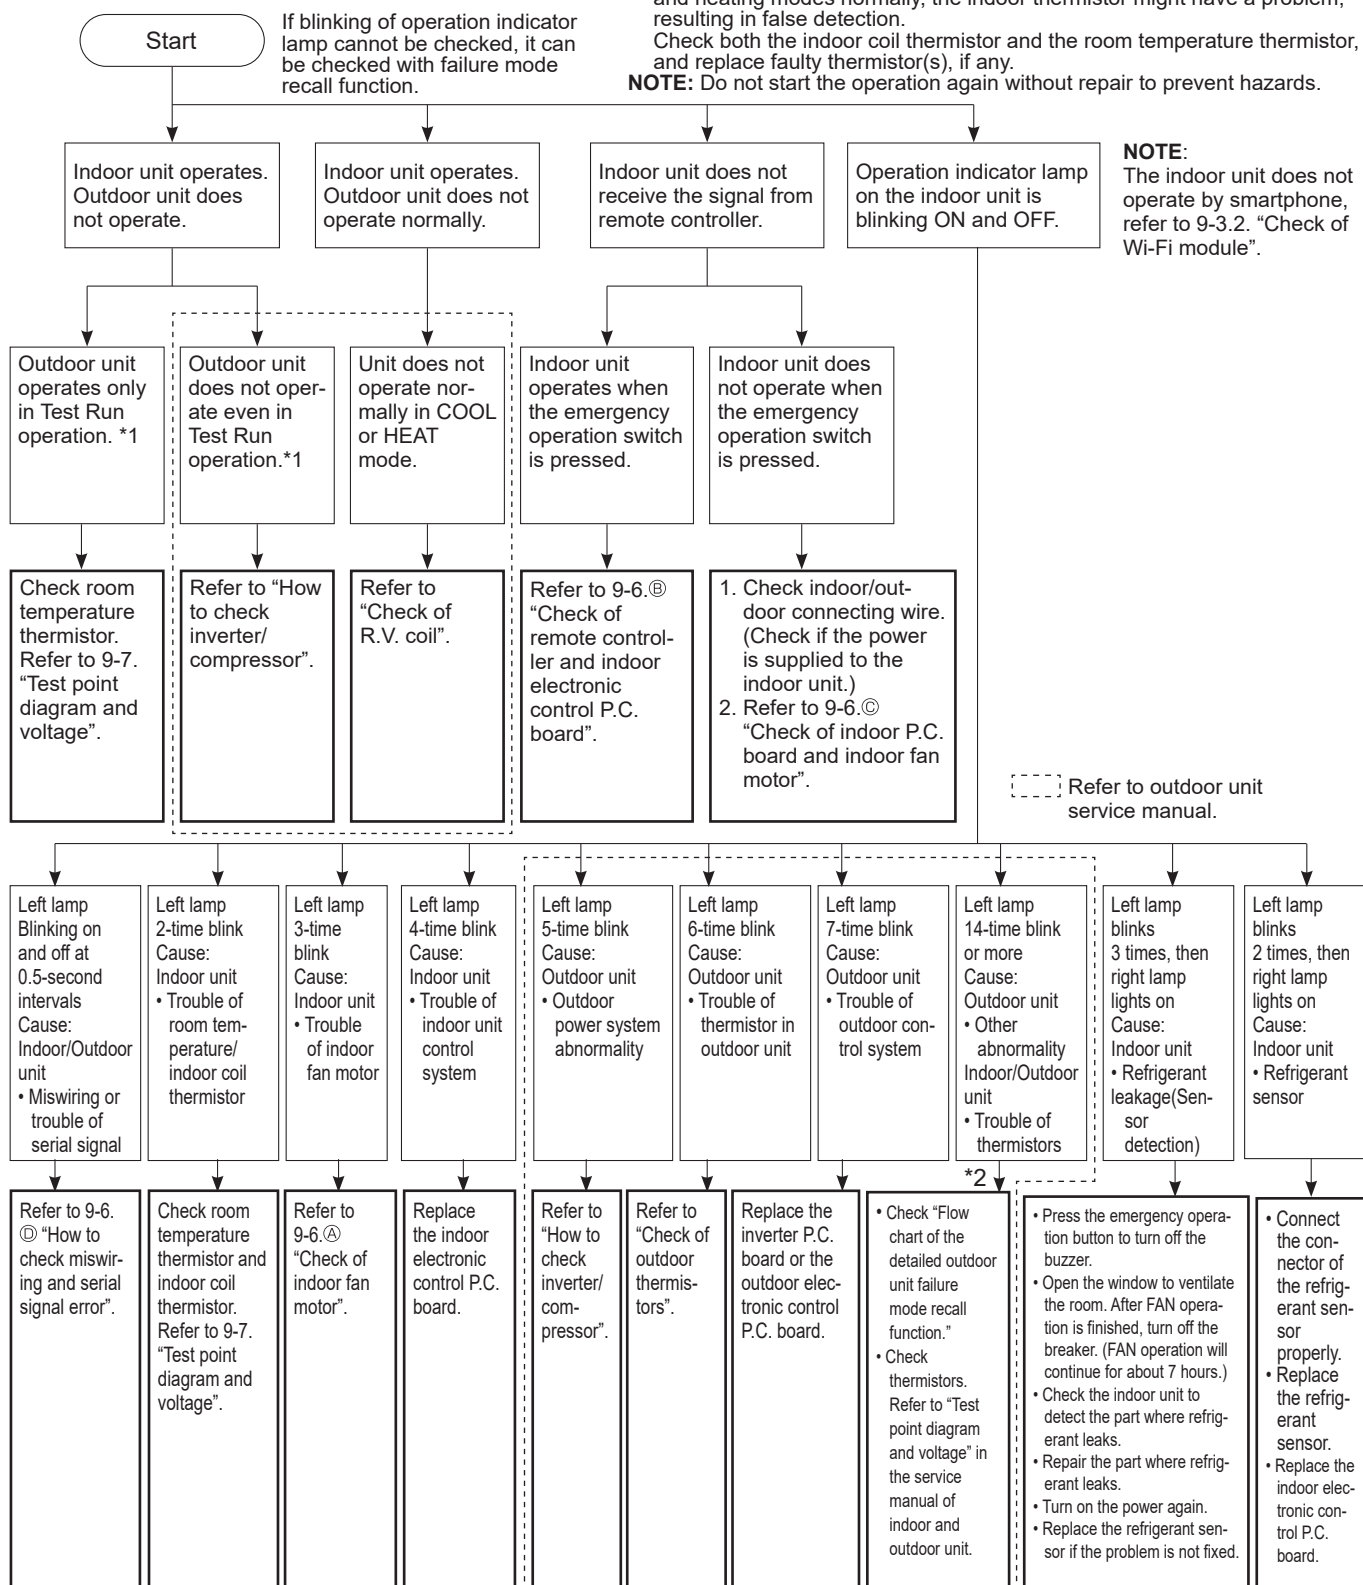 and heating modes normally, the indoor thermistor might have a problem,
resulting in false detection.
Check both the indoor coil thermistor and the room temperature thermistor,
and replace faulty thermistor(s), if any.
NOTE: Do not start the operation again without repair to prevent hazards.
Start
If blinking of operation indicator
lamp cannot be checked, it can
be checked with failure mode
recall function.
Indoor unit operates.
Outdoor unit does
not operate.
Indoor unit operates.
Outdoor unit does not
operate normally.
Indoor unit does not
receive the signal from
remote controller.
Operation indicator lamp
on the indoor unit is
blinking ON and OFF.
NOTE:
The indoor unit does not
operate by smartphone,
refer to 9-3.2. “Check of
Wi-Fi module”.
Outdoor unit
operates only
in Test Run
operation. *1
Outdoor unit
does not oper-
ate even in
Test Run
operation.*1
Unit does not
operate nor-
mally in COOL
or HEAT
mode.
Indoor unit
operates when
the emergency
operation switch
is pressed.
Indoor unit does
not operate when
the emergency
operation switch
is pressed.
Check room
temperature
thermistor.
Refer to 9-7.
“Test point
diagram and
voltage”.
Refer to “How
to check
inverter/
compressor”.
Refer to
“Check of
R.V. coil”.
Refer to 9-6.Ⓑ
“Check of
remote control-
ler and indoor
electronic
control P.C.
board”.
1. Check indoor/out-
door connecting wire.
(Check if the power
is supplied to the
indoor unit.)
2. Refer to 9-6.Ⓒ
“Check of indoor P.C.
board and indoor fan
motor”.
Refer to outdoor unit
service manual.
Left lamp
Blinking on
and off at
0.5-second
intervals
Cause:
Indoor/Outdoor
unit
• Miswiring or
trouble of
serial signal
Left lamp
2-time blink
Cause:
Indoor unit
• Trouble of
room tem-
perature/
indoor coil
thermistor
Left lamp
3-time
blink
Cause:
Indoor unit
• Trouble
of indoor
fan motor
Left lamp
4-time blink
Cause:
Indoor unit
• Trouble of
indoor unit
control
system
Left lamp
5-time blink
Cause:
Outdoor unit
• Outdoor
power system
abnormality
Left lamp
6-time blink
Cause:
Outdoor unit
• Trouble of
thermistor in
outdoor unit
Left lamp
7-time blink
Cause:
Outdoor unit
• Trouble of
outdoor con-
trol system
Left lamp
14-time blink
or more
Cause:
Outdoor unit
• Other
abnormality
Indoor/Outdoor
unit
• Trouble of
thermistors
Left lamp
blinks
3 times, then
right lamp
lights on
Cause:
Indoor unit
• Refrigerant
leakage(Sen-
sor
detection)
Left lamp
blinks
2 times, then
right lamp
lights on
Cause:
Indoor unit
• Refrigerant
sensor
*2
Refer to 9-6.
Ⓓ “How to
check miswir-
ing and serial
signal error”.
Check room
temperature
thermistor and
indoor coil
thermistor.
Refer to 9-7.
“Test point
diagram and
voltage”.
Refer to
9-6.Ⓐ
“Check of
indoor fan
motor”.
Replace
the indoor
electronic
control P.C.
board.
Refer to
“How to
check
inverter/
com-
pressor”.
Refer to
“Check of
outdoor
thermis-
tors”.
Replace the
inverter P.C.
board or the
outdoor elec-
tronic control
P.C. board.
• Check “Flow
chart of the
detailed outdoor
unit failure
mode recall
function.”
• Check
thermistors.
Refer to “Test
point diagram
and voltage” in
the service
manual of
indoor and
outdoor unit.
• Press the emergency opera-
tion button to turn off the
buzzer.
• Open the window to ventilate
the room. After FAN opera-
tion is finished, turn off the
breaker. (FAN operation will
continue for about 7 hours.)
• Check the indoor unit to
detect the part where refrig-
erant leaks.
• Repair the part where refrig-
erant leaks.
• Turn on the power again.
• Replace the refrigerant sen-
sor if the problem is not fixed.
• Connect
the con-
nector of
the refrig-
erant sen-
sor
properly.
• Replace
the refrig-
erant
sensor.
• Replace the
indoor elec-
tronic con-
trol P.C.
board.